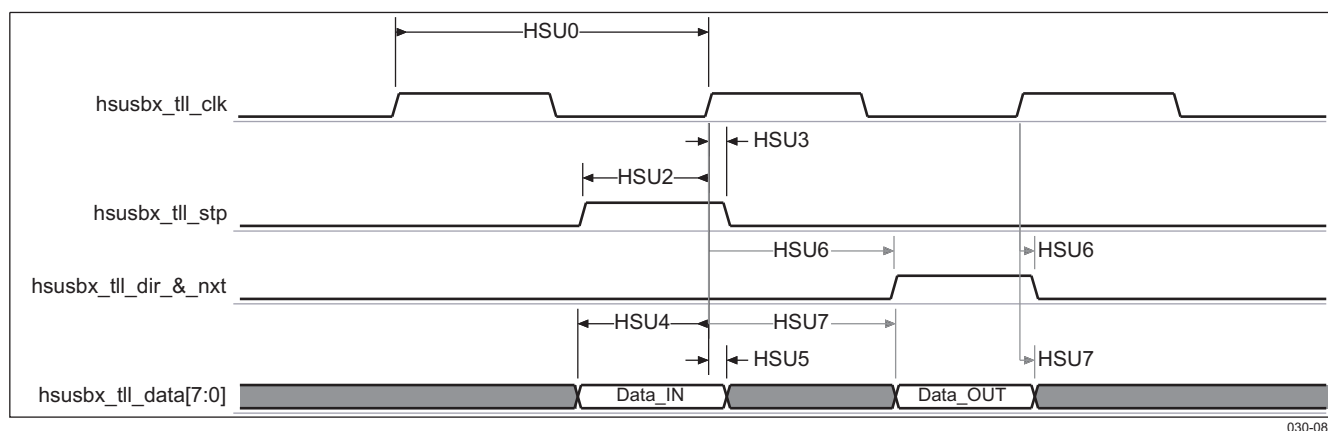 HSU0
hsusbx_tll_clk
HSU3
HSU2
hsusbx_tll_stp
HSU6 HSU6
hsusbx_tll_dir_&_nxt
HSU4 HSU7
HSU5 HSU7
hsusbx_tll_data[7:0] Data_IN Data_OUT
030-08